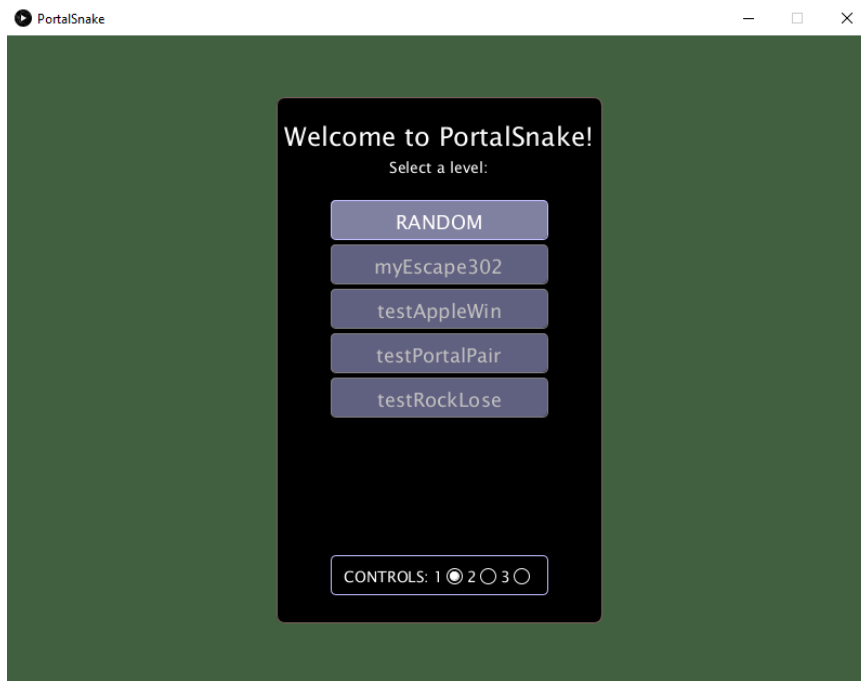 PortalSnake
Welcome to PortalSnake!
Select a level:
RANDOM
myEscape302
testAppleWin
testPortalPair
testRockLose
CONTROLS: 1 2 3